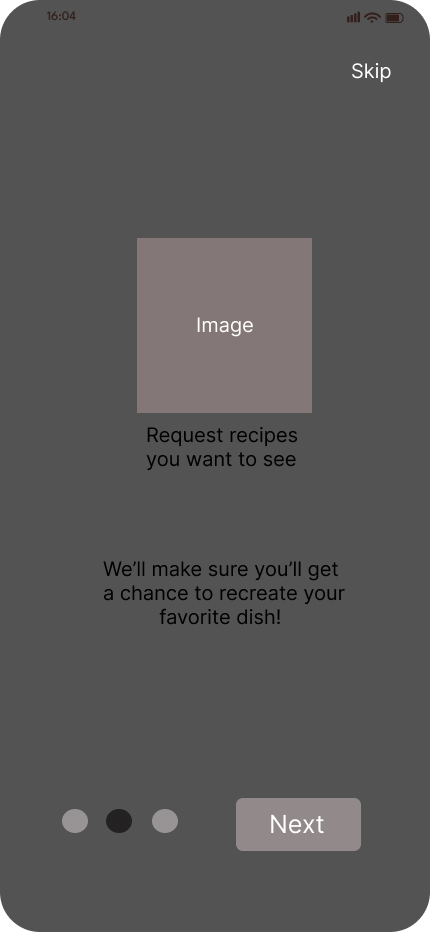 16:04
Skip
Image
Request recipes
you want to see
We’ll make sure you’ll get
a chance to recreate your
favorite dish!
Next